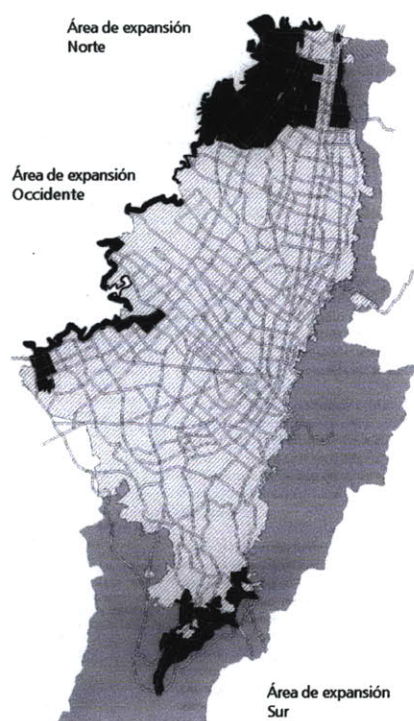 Área de expansión
Norte
Área de expansión
Occidente
Área de expansión
Sur